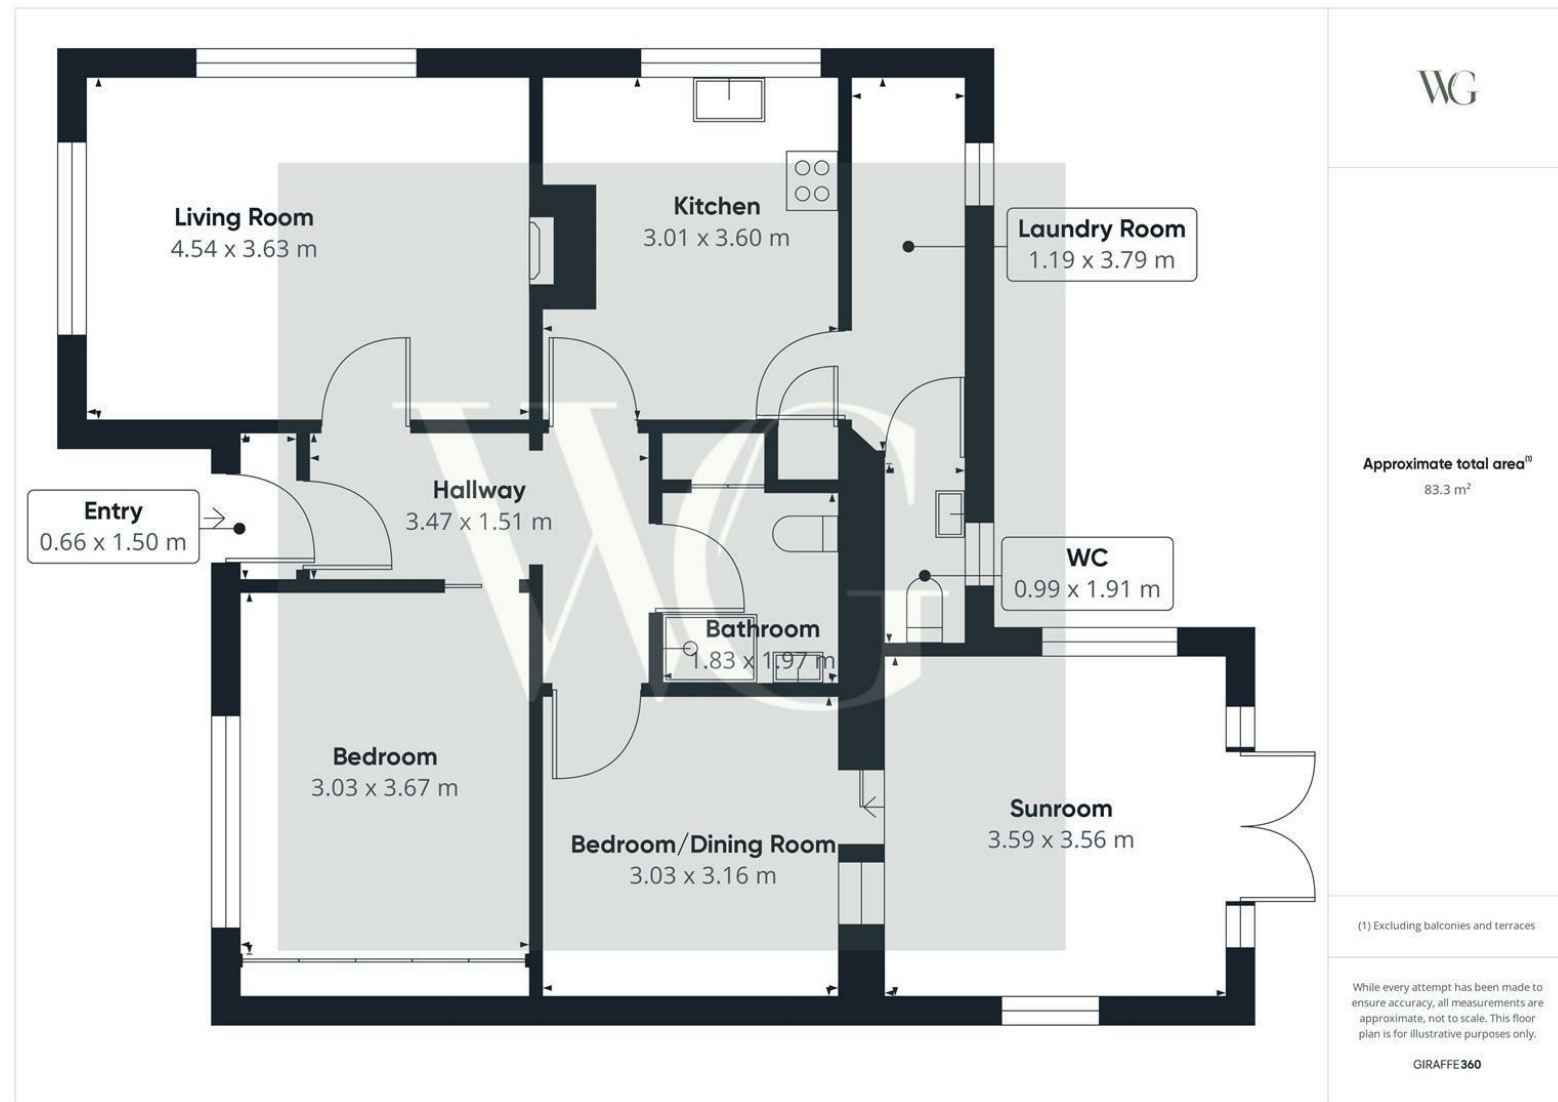 WG
Living Room
4.54 x 3.63 m
Kitchen
3.01 x 3.60 m
Laundry Room
1.19 x 3.79 m
Entry
0.66 x 1.50 m
Hallway
3.47 x 1.51 m
WC
0.99 x 1.91 m
Bathroom
1.83 x 1.97 m
Bedroom
3.03 x 3.67 m
Bedroom/Dining Room
3.03 x 3.16 m
Sunroom
3.59 x 3.56 m
WG
Approximate total area⁽¹⁾
83.3 m²
(1) Excluding balconies and terraces
While every attempt has been made to
ensure accuracy, all measurements are
approximate, not to scale. This floor
plan is for illustrative purposes only.
GIRAFFE360